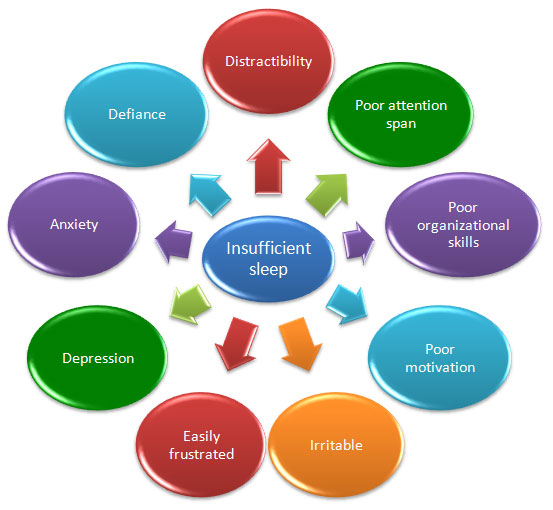 Distractibility
Poor attention
span
Poor
organizational
skills
Poor
motivation
Irritable
Easily
frustrated
Depression
Anxiety
Defiance
Insufficient
sleep